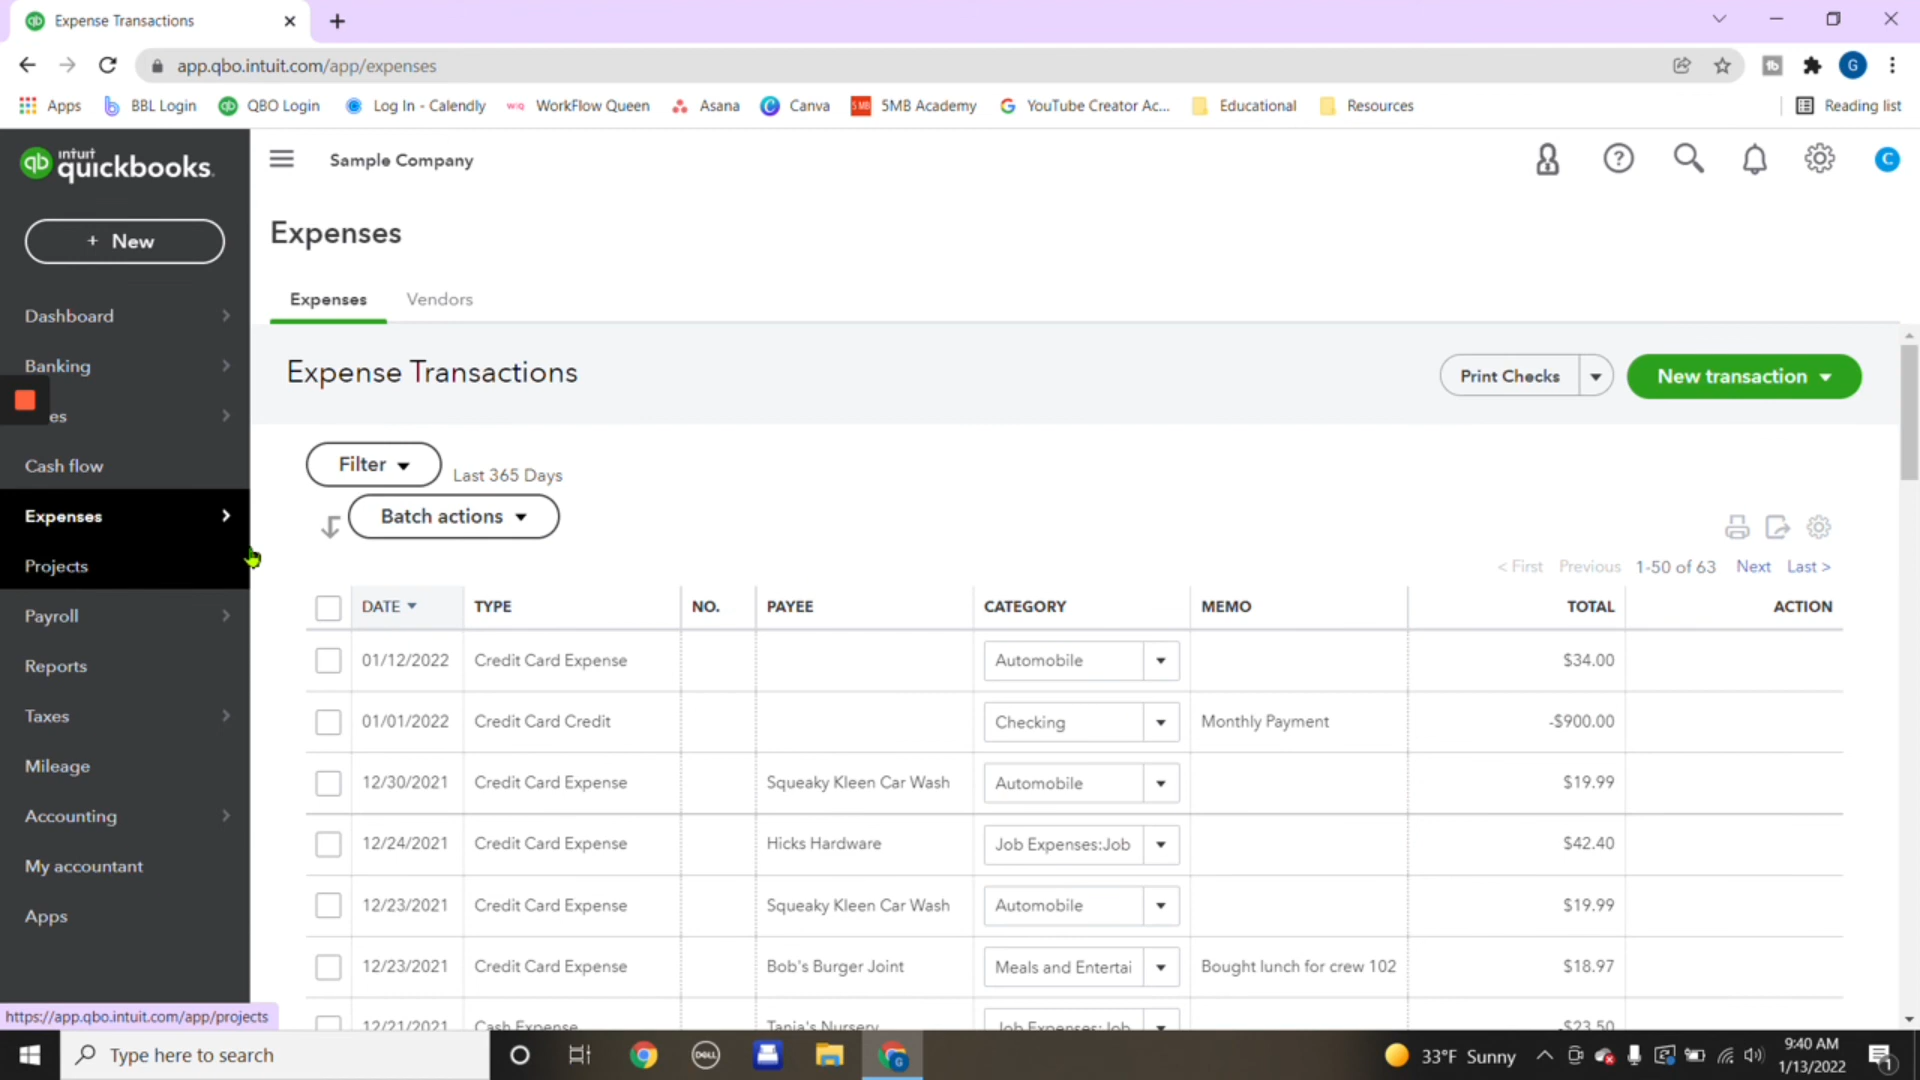 Expense Transactions
app.qbo.intuit.com/app/expenses
G
Apps BBL Login QBO Login Log In - Calendly WorkFlow Queen Asana Canva 5MB Academy YouTube Creator Ac... Educational Resources Reading list
intuit
quickbooks.
Sample Company
C
+ New
Expenses
Expenses Vendors
Dashboard
Banking
es
Cash flow
Expenses
Projects
Payroll
Reports
Taxes
Mileage
Accounting
My accountant
Apps
Expense Transactions
Print Checks
New transaction
Filter
Last 365 Days
Batch actions
< First Previous 1-50 of 63 Next Last >
DATE TYPE NO. PAYEE CATEGORY MEMO TOTAL ACTION
01/12/2022 Credit Card Expense Automobile $34.00
01/01/2022 Credit Card Credit Checking Monthly Payment -$900.00
12/30/2021 Credit Card Expense Squeaky Kleen Car Wash Automobile $19.99
12/24/2021 Credit Card Expense Hicks Hardware Job Expenses:Job $42.40
12/23/2021 Credit Card Expense Squeaky Kleen Car Wash Automobile $19.99
12/23/2021 Credit Card Expense Bob's Burger Joint Meals and Entertai Bought lunch for crew 102 $18.97
12/21/2021 Cash Expense Tania's Nursery Job Expenses:Job $23.50
https://app.qbo.intuit.com/app/projects
Type here to search
DELL
G
33°F Sunny
9:40 AM
1/13/2022
1